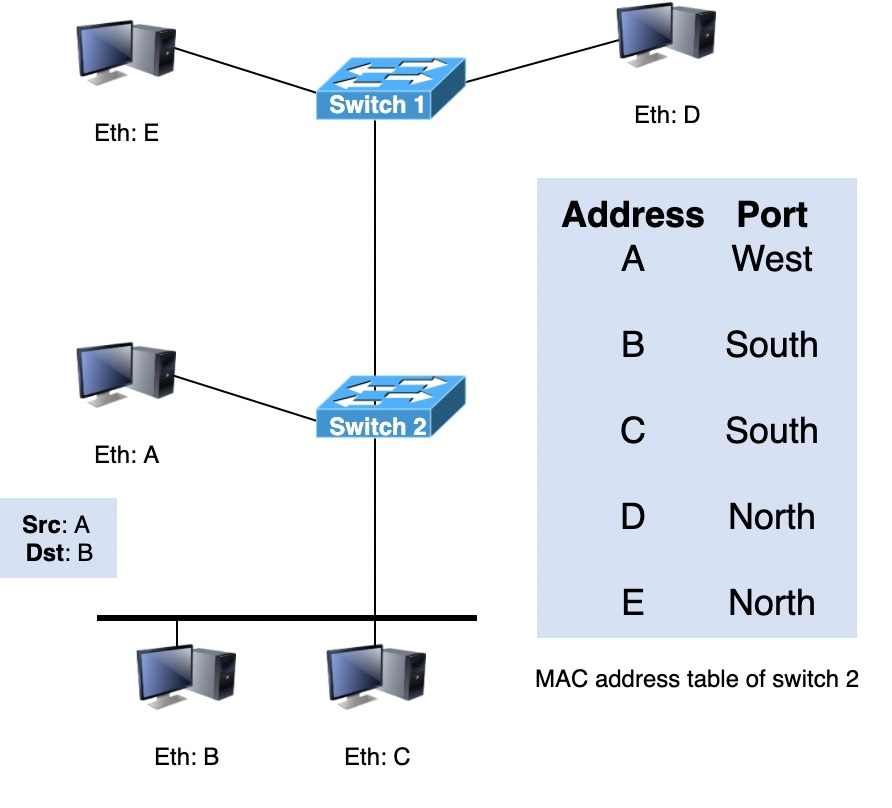 Switch 1
Eth: E
Eth: D
Address Port
A West
B South
C South
D North
E North
MAC address table of switch 2
Switch 2
Eth: A
Src: A
Dst: B
Eth: B
Eth: C